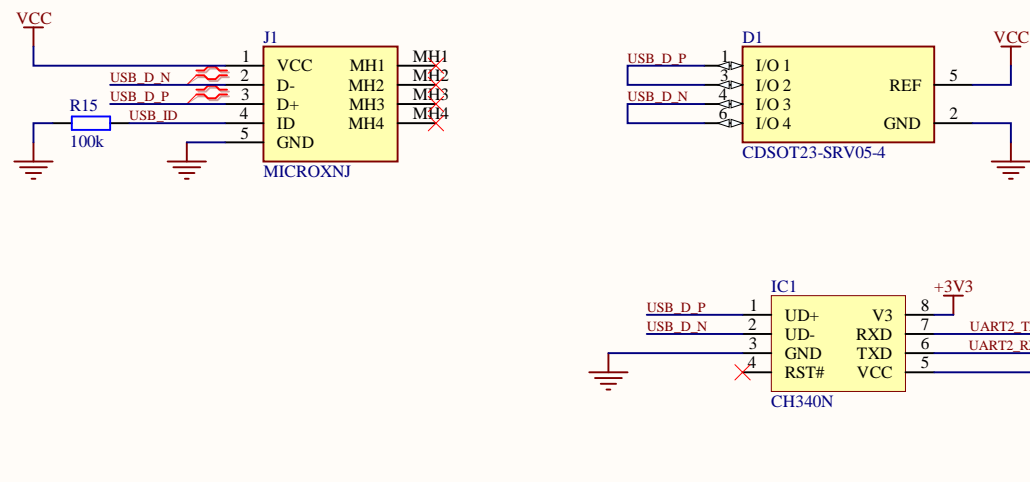 VCC
J1
1 VCC MH1 MH1
USB_D_N 2 D- MH2 MH2
USB_D_P 3 D+ MH3 MH3
R15 USB_ID 4 ID MH4 MH4
100k 5 GND
MICROXNJ
D1 VCC
USB_D_P 1 I/O 1
3 I/O 2 REF 5
USB_D_N 4 I/O 3
6 I/O 4 GND 2
CDSOT23-SRV05-4
IC1 +3V3
USB_D_P 1 UD+ V3 8
USB_D_N 2 UD- RXD 7
3 GND TXD 6
4 RST# VCC 5
CH340N